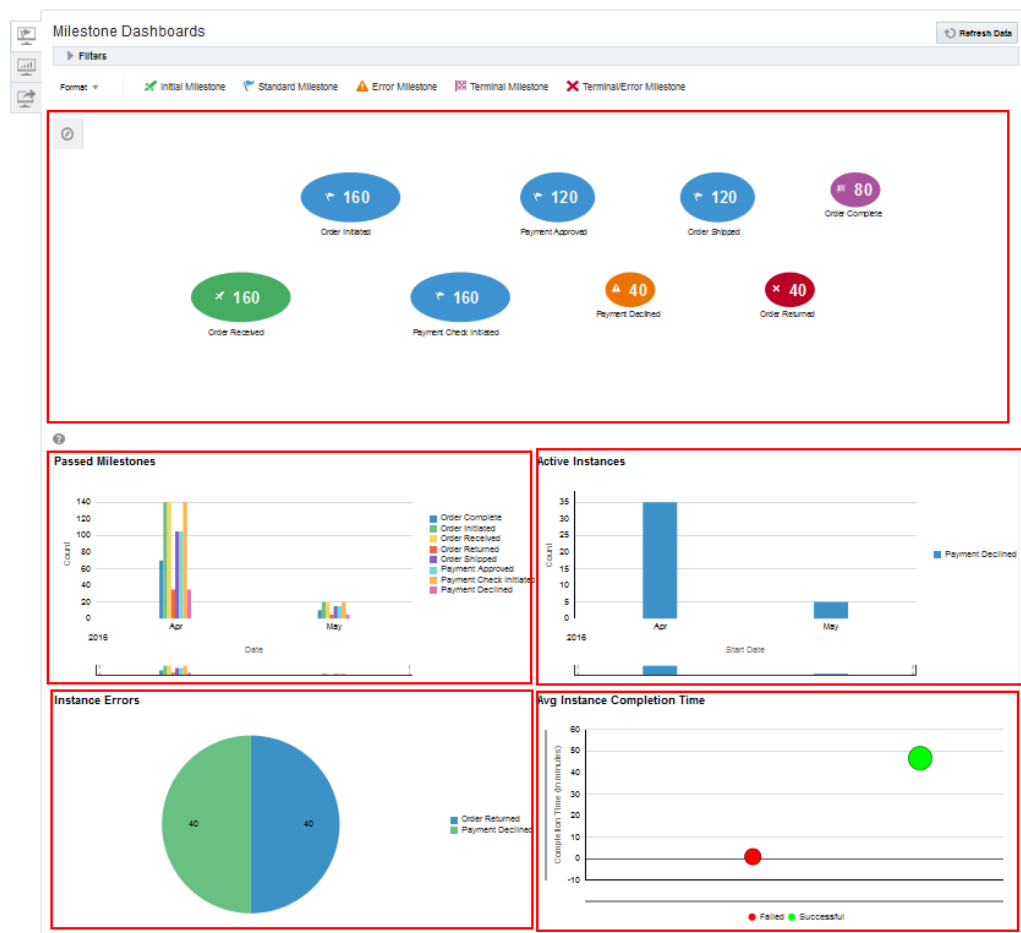 Milestone Dashboards
Refresh Data
Filters
Format
Initial Milestone
Standard Milestone
Error Milestone
Terminal Milestone
Terminal/Error Milestone
160
Order Initiated
120
Payment Approved
120
Order Shipped
80
Order Complete
160
Order Received
160
Payment Check Initiated
40
Payment Declined
40
Order Returned
?
Passed Milestones
140
120
100
80
60
40
20
0
Count
Apr
May
2016
Date
Order Complete
Order Initiated
Order Received
Order Returned
Order Shipped
Payment Approved
Payment Check Initiated
Payment Declined
Active Instances
35
30
25
20
15
10
5
0
Count
Apr
May
2016
Start Date
Payment Declined
Instance Errors
40
40
Order Returned
Payment Declined
Avg Instance Completion Time
60
50
40
30
20
10
0
-10
Completion Time (in minutes)
Failed
Successful